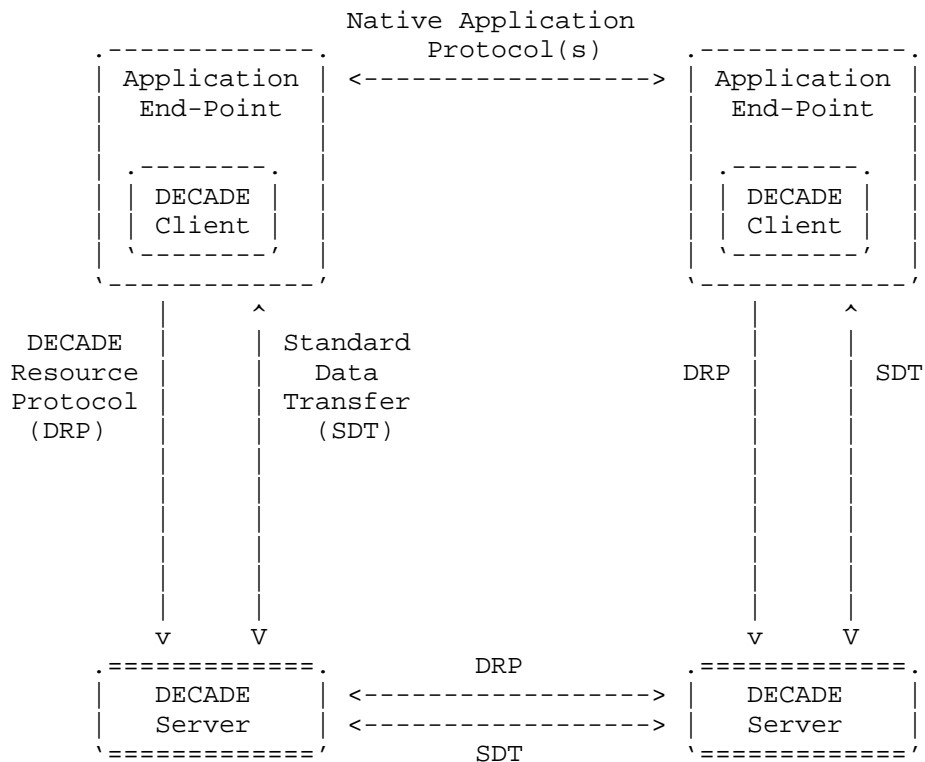 Native Application
Protocol(s)
Application
End-Point
Application
End-Point
DECADE
Client
DECADE
Client
DECADE
Resource
Protocol
(DRP)
Standard
Data
Transfer
(SDT)
DRP
SDT
DRP
DECADE
Server
DECADE
Server
SDT